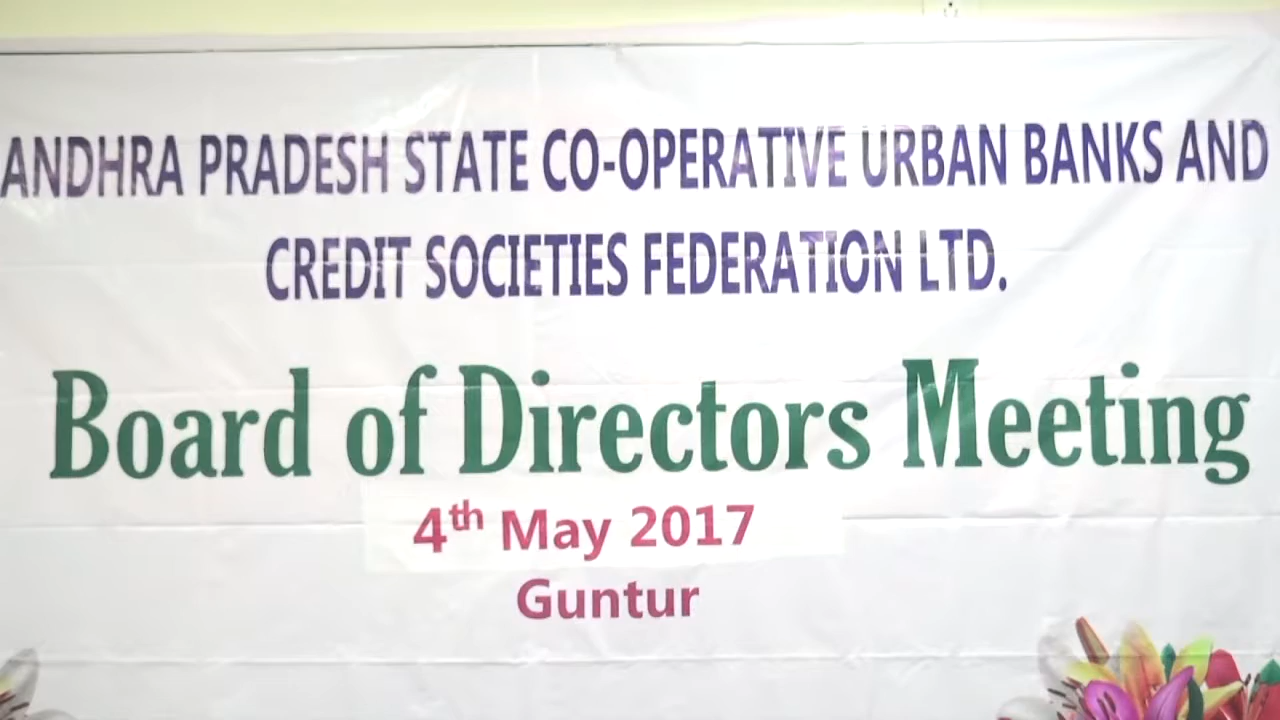 ANDHRA PRADESH STATE CO-OPERATIVE URBAN BANKS AND
CREDIT SOCIETIES FEDERATION LTD.
Board of Directors Meeting
4th May 2017
Guntur